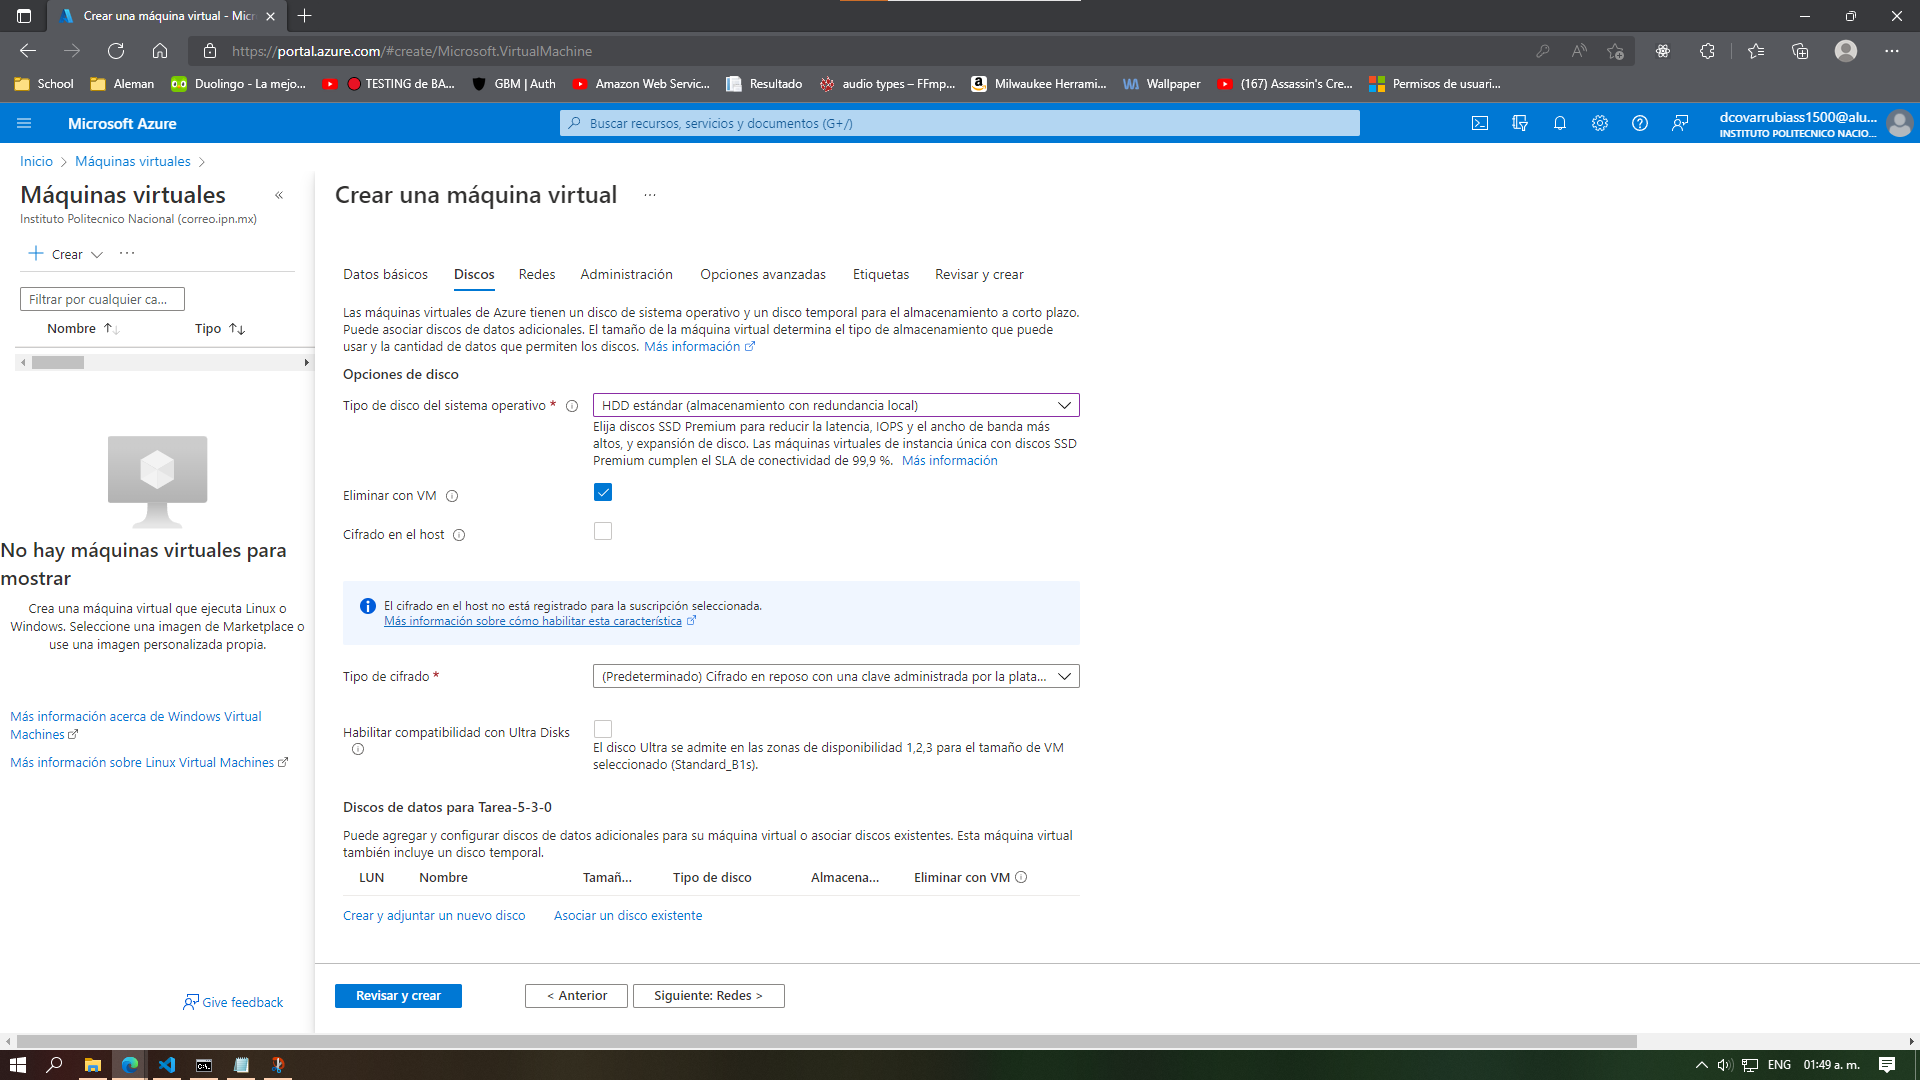 Crear una máquina virtual - Micr
https://portal.azure.com/#create/Microsoft.VirtualMachine
School
Aleman
Duolingo - La mejo...
TESTING de BA...
GBM | Auth
Amazon Web Servic...
Resultado
audio types – FFmp...
Milwaukee Herrami...
Wallpaper
(167) Assassin's Cre...
Permisos de usuari...
Microsoft Azure
Buscar recursos, servicios y documentos (G+/)
dcovarrubiass1500@alu...
INSTITUTO POLITECNICO NACIO...
Inicio
Máquinas virtuales
Máquinas virtuales
Instituto Politecnico Nacional (correo.ipn.mx)
Crear
Filtrar por cualquier ca...
Nombre
Tipo
No hay máquinas virtuales para
mostrar
Crea una máquina virtual que ejecuta Linux o
Windows. Seleccione una imagen de Marketplace o
use una imagen personalizada propia.
Más información acerca de Windows Virtual
Machines
Más información sobre Linux Virtual Machines
Give feedback
Crear una máquina virtual
Datos básicos
Discos
Redes
Administración
Opciones avanzadas
Etiquetas
Revisar y crear
Las máquinas virtuales de Azure tienen un disco de sistema operativo y un disco temporal para el almacenamiento a corto plazo.
Puede asociar discos de datos adicionales. El tamaño de la máquina virtual determina el tipo de almacenamiento que puede
usar y la cantidad de datos que permiten los discos. Más información
Opciones de disco
Tipo de disco del sistema operativo *
HDD estándar (almacenamiento con redundancia local)
Elija discos SSD Premium para reducir la latencia, IOPS y el ancho de banda más
altos, y expansión de disco. Las máquinas virtuales de instancia única con discos SSD
Premium cumplen el SLA de conectividad de 99,9 %. Más información
Eliminar con VM
Cifrado en el host
El cifrado en el host no está registrado para la suscripción seleccionada.
Más información sobre cómo habilitar esta característica
Tipo de cifrado *
(Predeterminado) Cifrado en reposo con una clave administrada por la plata...
Habilitar compatibilidad con Ultra Disks
El disco Ultra se admite en las zonas de disponibilidad 1,2,3 para el tamaño de VM
seleccionado (Standard_B1s).
Discos de datos para Tarea-5-3-0
Puede agregar y configurar discos de datos adicionales para su máquina virtual o asociar discos existentes. Esta máquina virtual
también incluye un disco temporal.
LUN
Nombre
Tamañ...
Tipo de disco
Almacena...
Eliminar con VM
Crear y adjuntar un nuevo disco
Asociar un disco existente
Revisar y crear
< Anterior
Siguiente: Redes >
ENG
01:49 a. m.